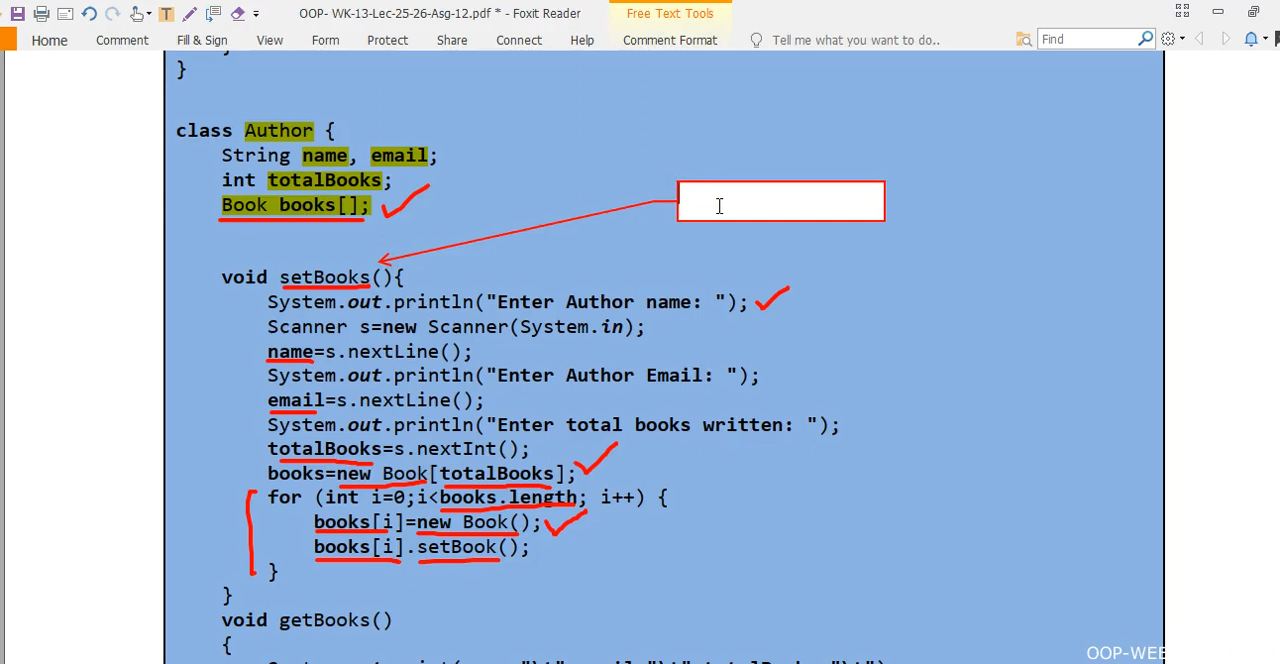 OOP- WK-13-Lec-25-26-Asg-12.pdf * - Foxit Reader
Free Text Tools
Home Comment Fill & Sign View Form Protect Share Connect Help Comment Format Tell me what you want to do.. Find
}
class Author {
String name, email;
int totalBooks;
Book books[];
void setBooks(){
System.out.println("Enter Author name: ");
Scanner s=new Scanner(System.in);
name=s.nextLine();
System.out.println("Enter Author Email: ");
email=s.nextLine();
System.out.println("Enter total books written: ");
totalBooks=s.nextInt();
books=new Book[totalBooks];
for (int i=0;i<books.length; i++) {
books[i]=new Book();
books[i].setBook();
}
}
void getBooks()
{
OOP-WEE